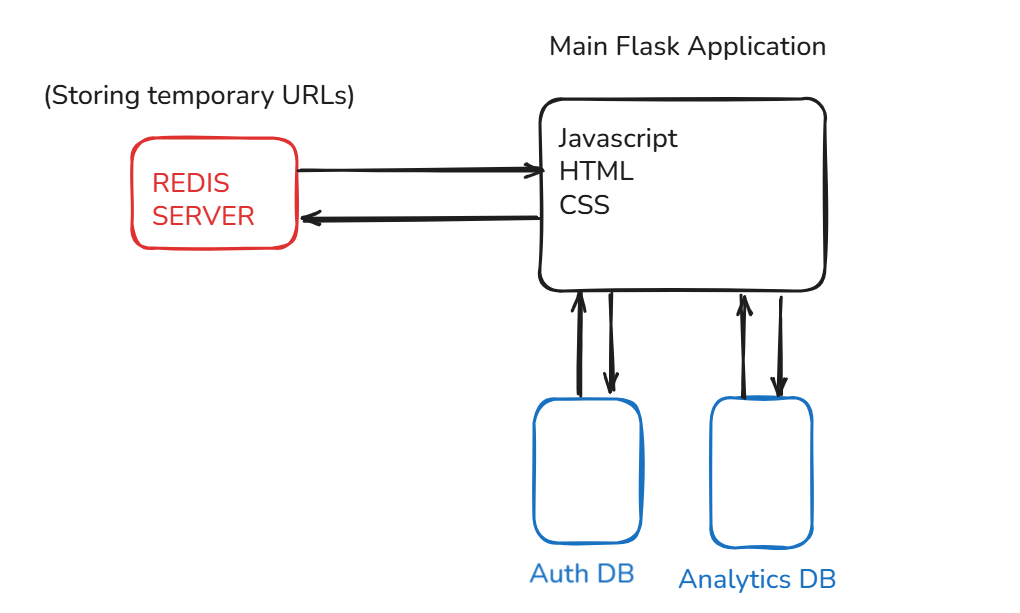 Main Flask Application
(Storing temporary URLs)
Javascript
HTML
CSS
REDIS
SERVER
Auth DB
Analytics DB